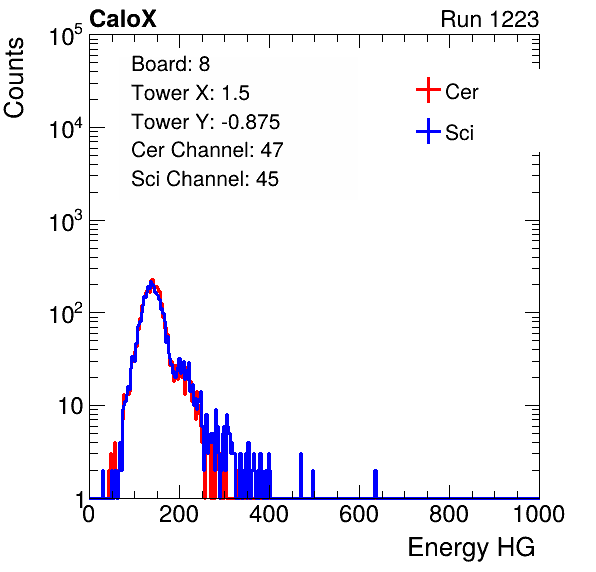 CaloX Run 1223
Counts
Board: 8
Tower X: 1.5
Tower Y: -0.875
Cer Channel: 47
Sci Channel: 45
Cer
Sci
10^5
10^4
10^3
10^2
10
1
0 200 400 600 800 1000
Energy HG